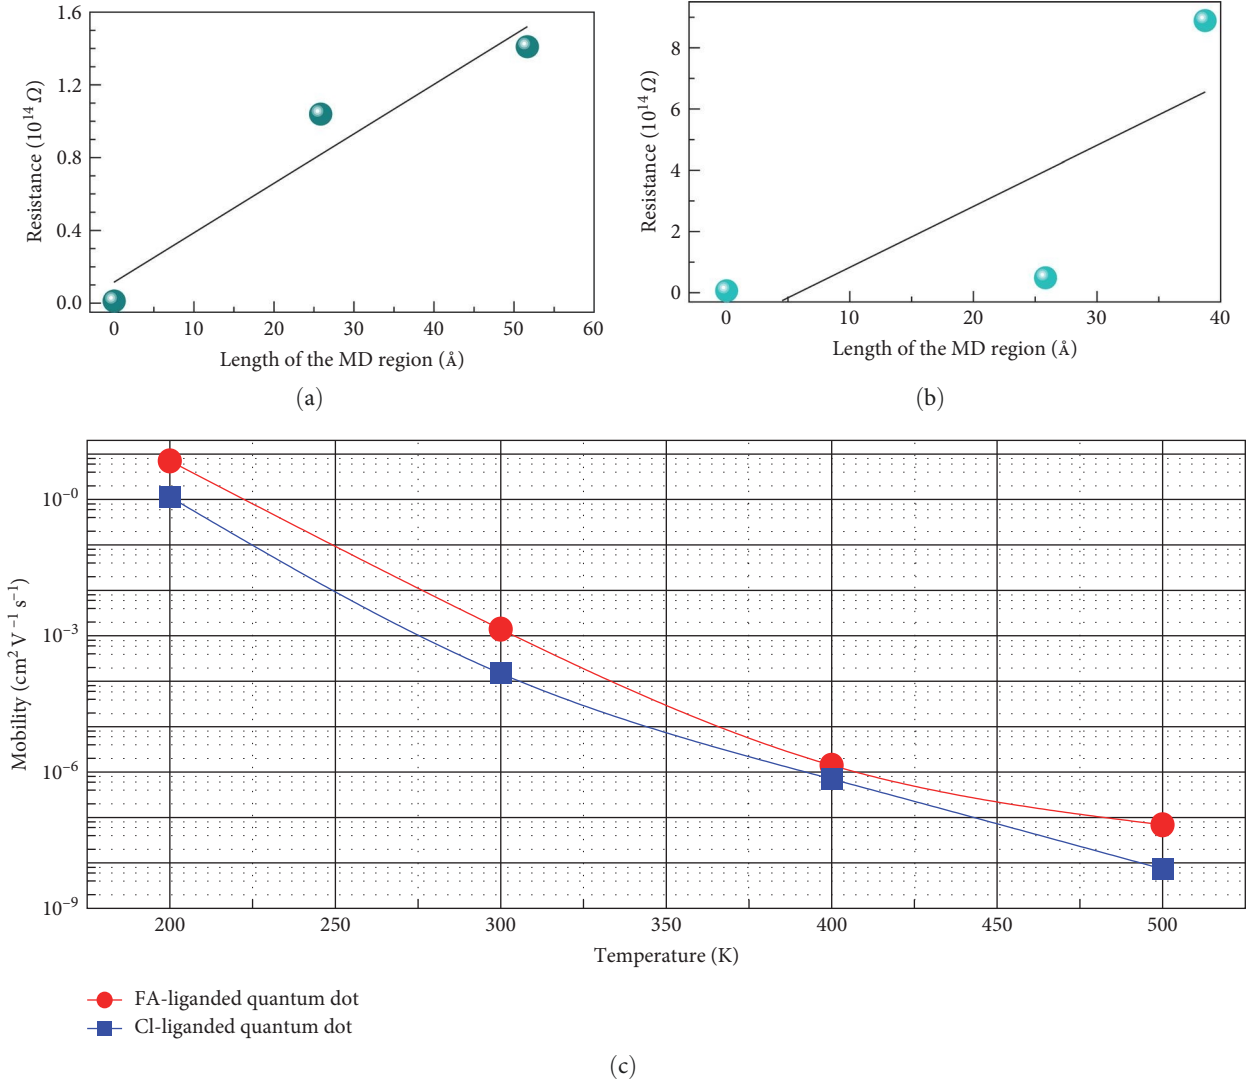 1.6
1.2
0.8
0.4
0.0
Resistance (10¹⁴ Ω)
0 10 20 30 40 50 60
Length of the MD region (Å)
(a)
8
6
4
2
0
Resistance (10¹⁴ Ω)
0 10 20 30 40
Length of the MD region (Å)
(b)
10⁻⁰
10⁻³
10⁻⁶
10⁻⁹
Mobility (cm² V⁻¹ s⁻¹)
200 250 300 350 400 450 500
Temperature (K)
FA-liganded quantum dot
Cl-liganded quantum dot
(c)